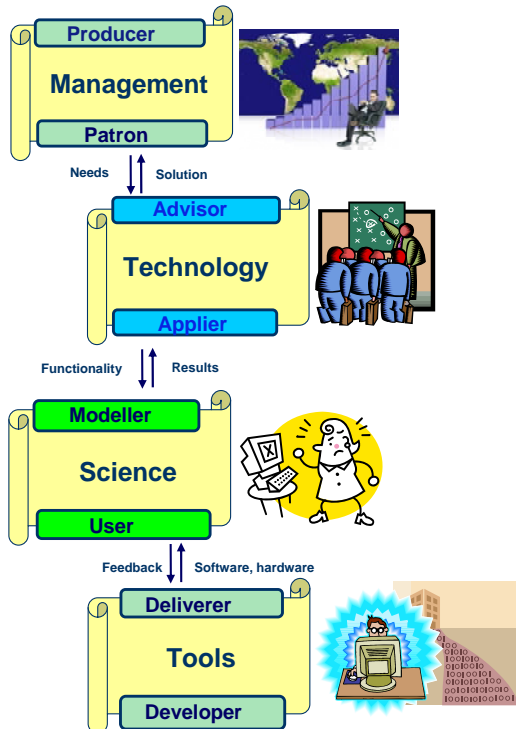 Producer
Management
Patron
Needs Solution
Advisor
Technology
Applier
Functionality Results
Modeller
Science
User
Feedback Software, hardware
Deliverer
Tools
Developer